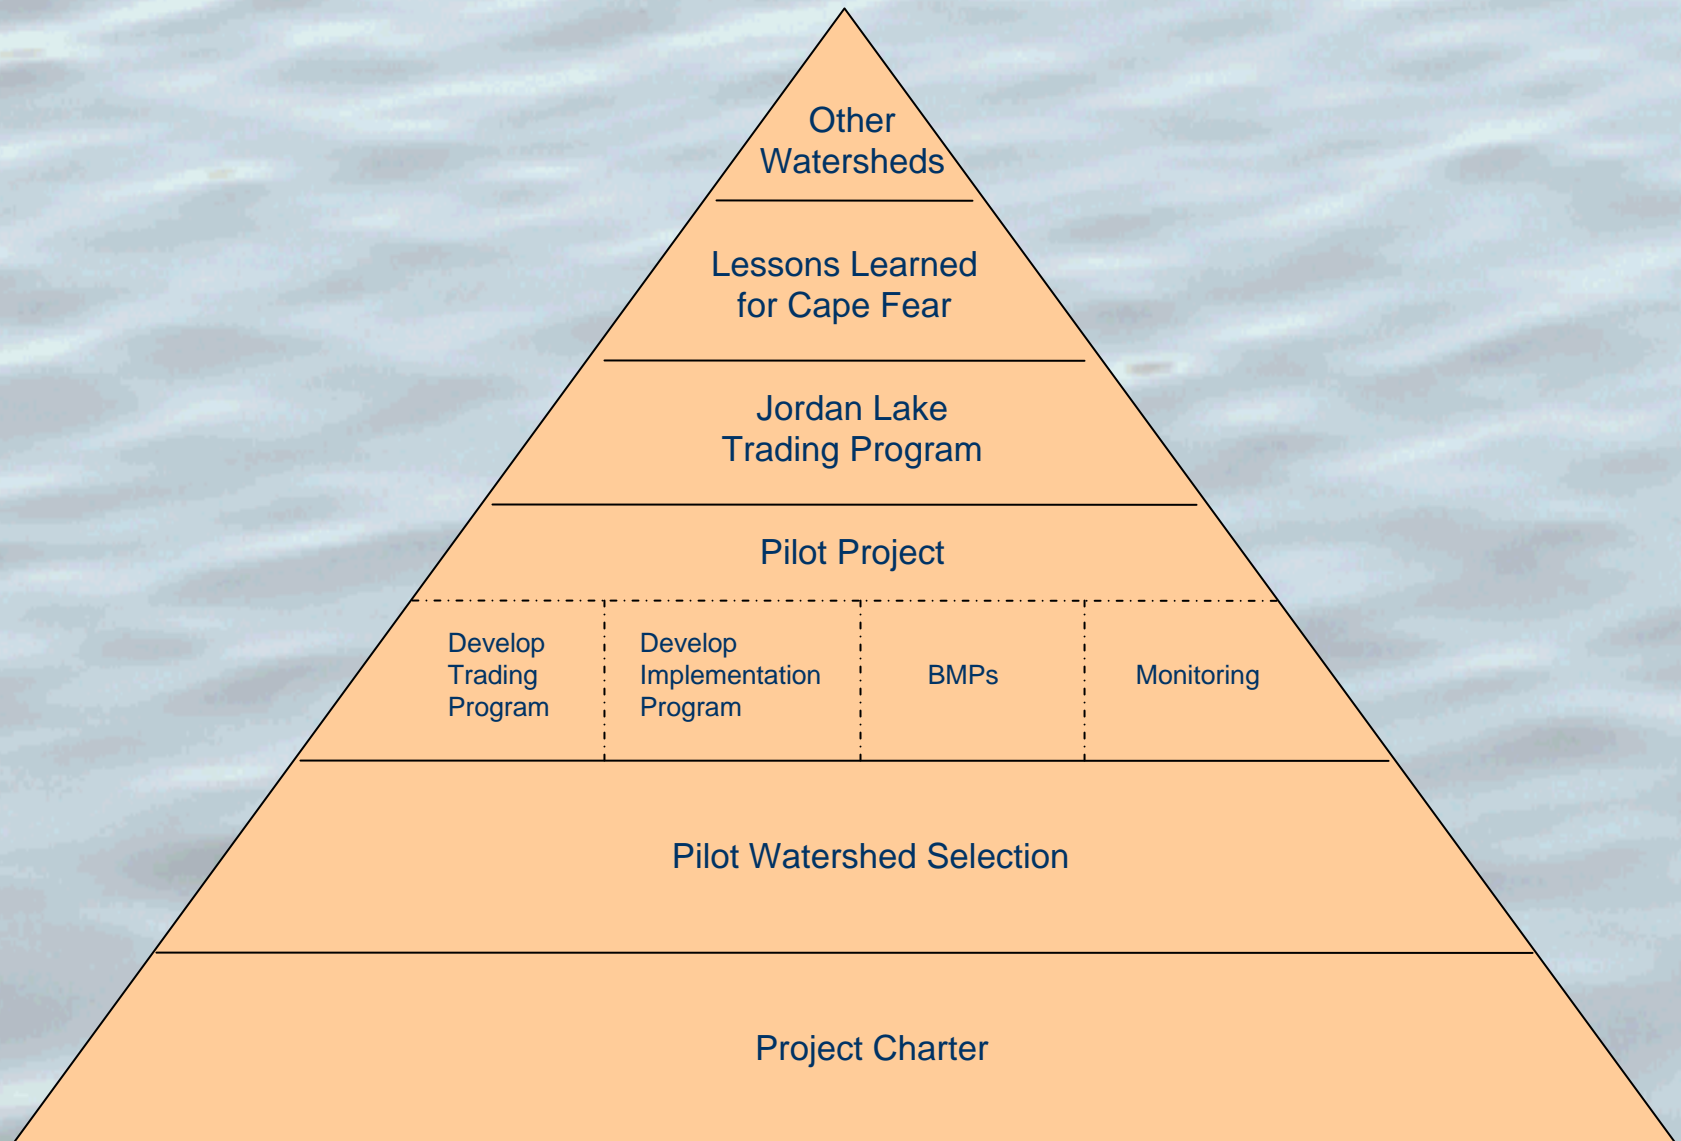 Other
Watersheds
Lessons Learned
for Cape Fear
Jordan Lake
Trading Program
Pilot Project
Develop
Trading
Program
Develop
Implementation
Program
BMPs
Monitoring
Pilot Watershed Selection
Project Charter